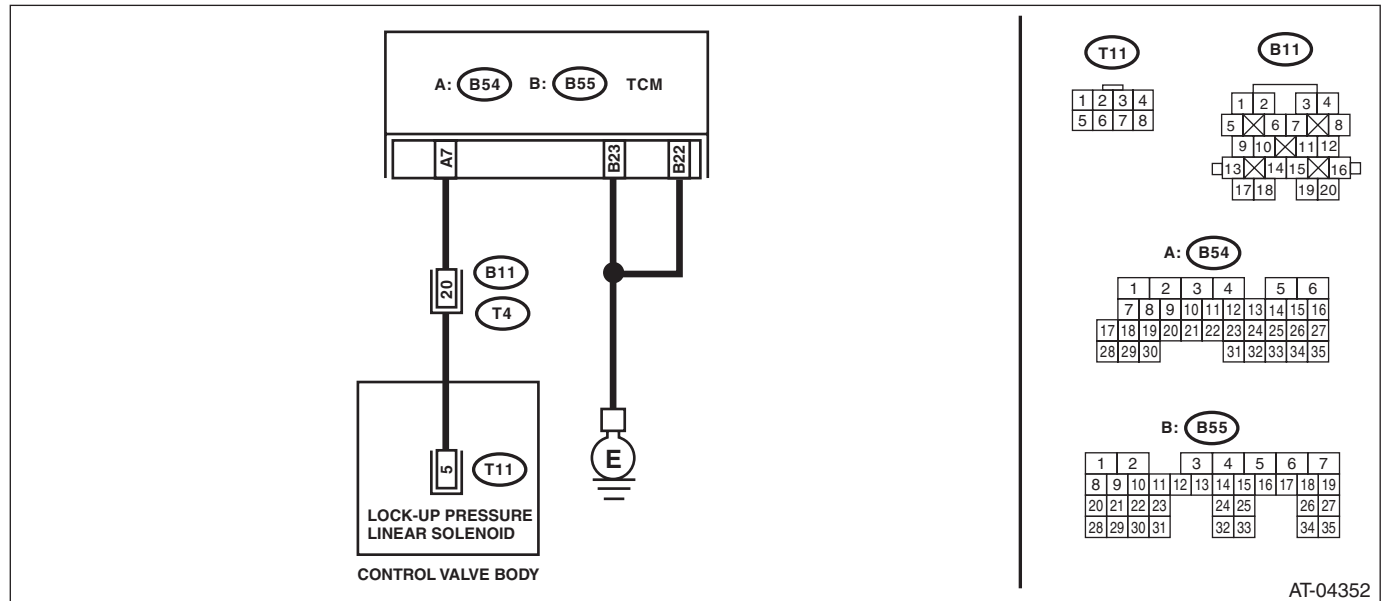 A: B54 B: B55 TCM
A7
B23
B22
20
B11
T4
5
T11
LOCK-UP PRESSURE
LINEAR SOLENOID
CONTROL VALVE BODY
E
T11
1 2 3 4
5 6 7 8
B11
1 2 3 4
5 6 7 8
9 10 11 12
13 14 15 16
17 18 19 20
A: B54
1 2 3 4 5 6
7 8 9 10 11 12 13 14 15 16
17 18 19 20 21 22 23 24 25 26 27
28 29 30 31 32 33 34 35
B: B55
1 2 3 4 5 6 7
8 9 10 11 12 13 14 15 16 17 18 19
20 21 22 23 24 25 26 27
28 29 30 31 32 33 34 35
AT-04352